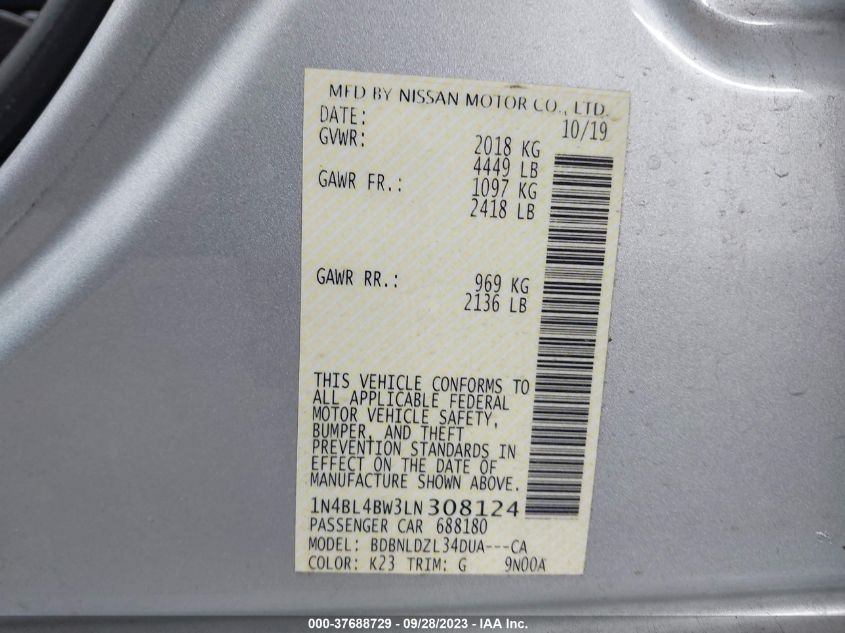 MFD BY NISSAN MOTOR CO., LTD.
DATE: 10/19
GVWR: 2018 KG
4449 LB
GAWR FR.: 1097 KG
2418 LB
GAWR RR.: 969 KG
2136 LB
THIS VEHICLE CONFORMS TO
ALL APPLICABLE FEDERAL
MOTOR VEHICLE SAFETY,
BUMPER, AND THEFT
PREVENTION STANDARDS IN
EFFECT ON THE DATE OF
MANUFACTURE SHOWN ABOVE.
1N4BL4BW3LN308124
PASSENGER CAR 688180
MODEL: BDBNLDZL34DUA---CA
COLOR: K23 TRIM: G 9N00A
000-37688729 - 09/28/2023 - IAA Inc.